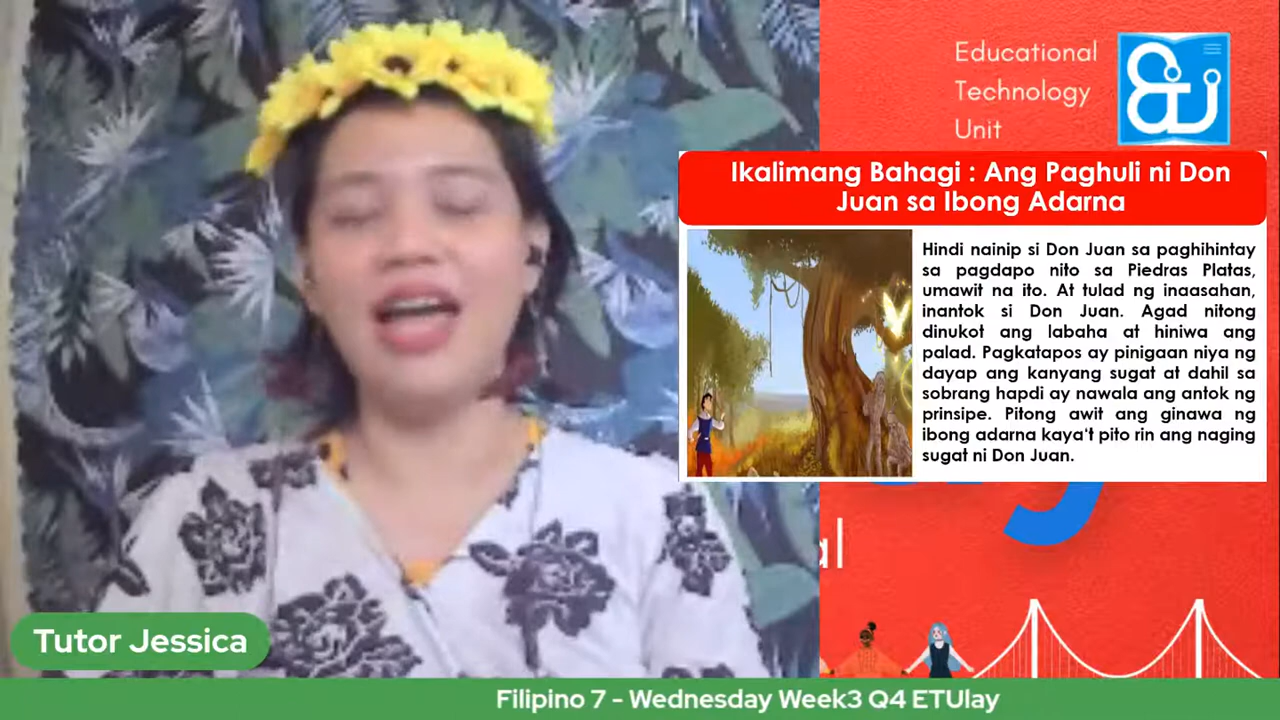 Educational
Technology
Unit
Ikalimang Bahagi : Ang Paghuli ni Don
Juan sa Ibong Adarna
Hindi nainip si Don Juan sa paghihintay
sa pagdapo nito sa Piedras Platas,
umawit na ito. At tulad ng inaasahan,
inantok si Don Juan. Agad nitong
dinukot ang labaha at hiniwa ang
palad. Pagkatapos ay pinigaan niya ng
dayap ang kanyang sugat at dahil sa
sobrang hapdi ay nawala ang antok ng
prinsipe. Pitong awit ang ginawa ng
ibong adarna kaya't pito rin ang naging
sugat ni Don Juan.
Tutor Jessica
Filipino 7 - Wednesday Week3 Q4 ETUlay